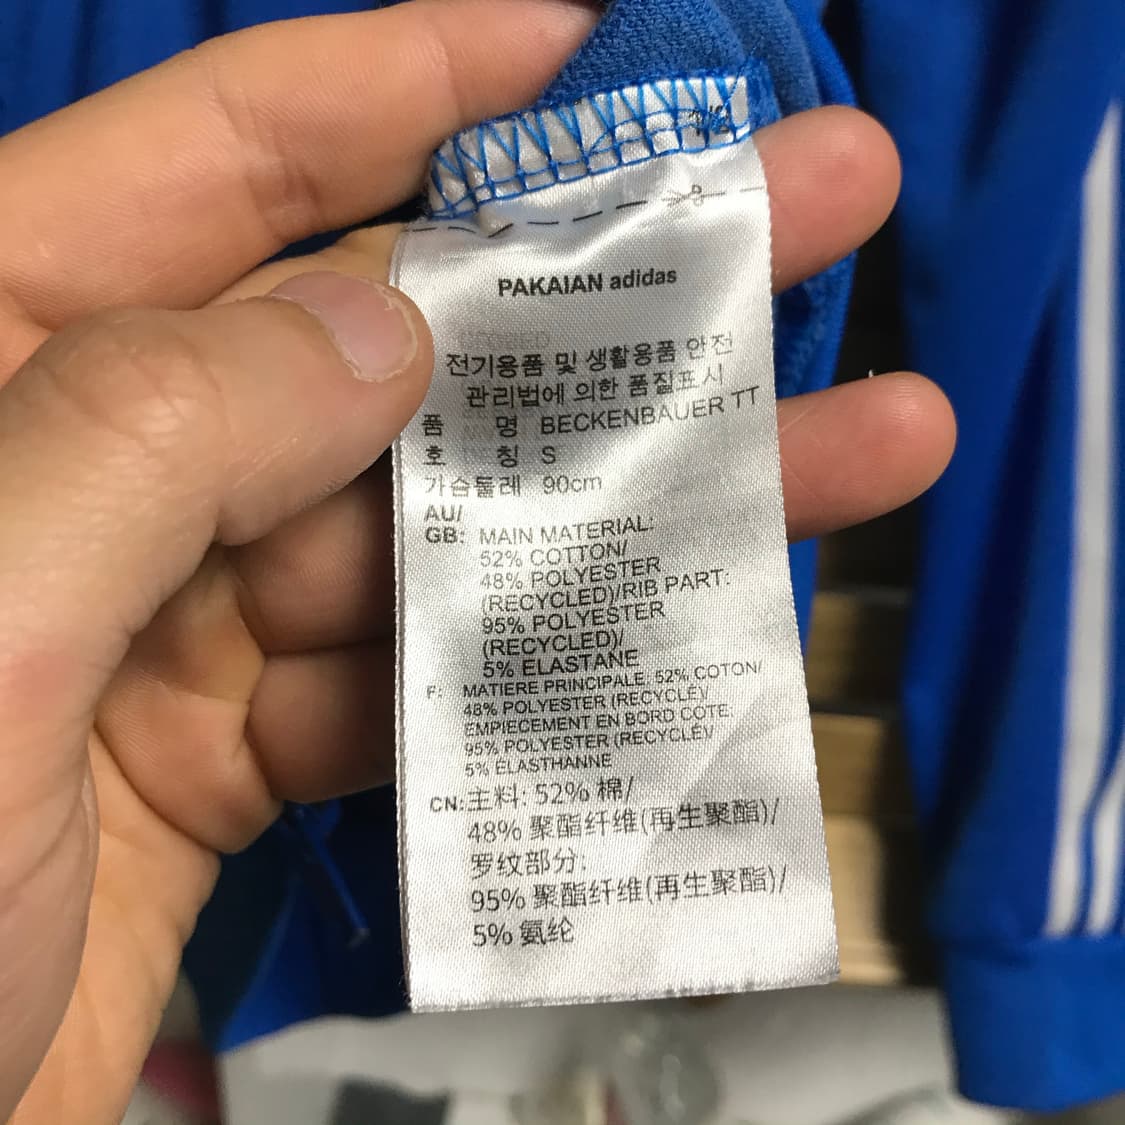 PAKAIAN adidas
전기용품 및 생활용품 안전
관리법에 의한 품질표시
품 명 BECKENBAUER TT
호 칭 S
가슴둘레 90cm
AU/
GB: MAIN MATERIAL:
52% COTTON/
48% POLYESTER
(RECYCLED)/RIB PART:
95% POLYESTER
(RECYCLED)/
5% ELASTANE
F: MATIERE PRINCIPALE, 52% COTON/
48% POLYESTER (RECYCLÉ)/
EMPIECEMENT EN BORD COTE:
95% POLYESTER (RECYCLÉ)/
5% ELASTHANNE
CN:主料: 52% 棉/
48% 聚酯纤维(再生聚酯)/
罗纹部分:
95% 聚酯纤维(再生聚酯)/
5% 氨纶